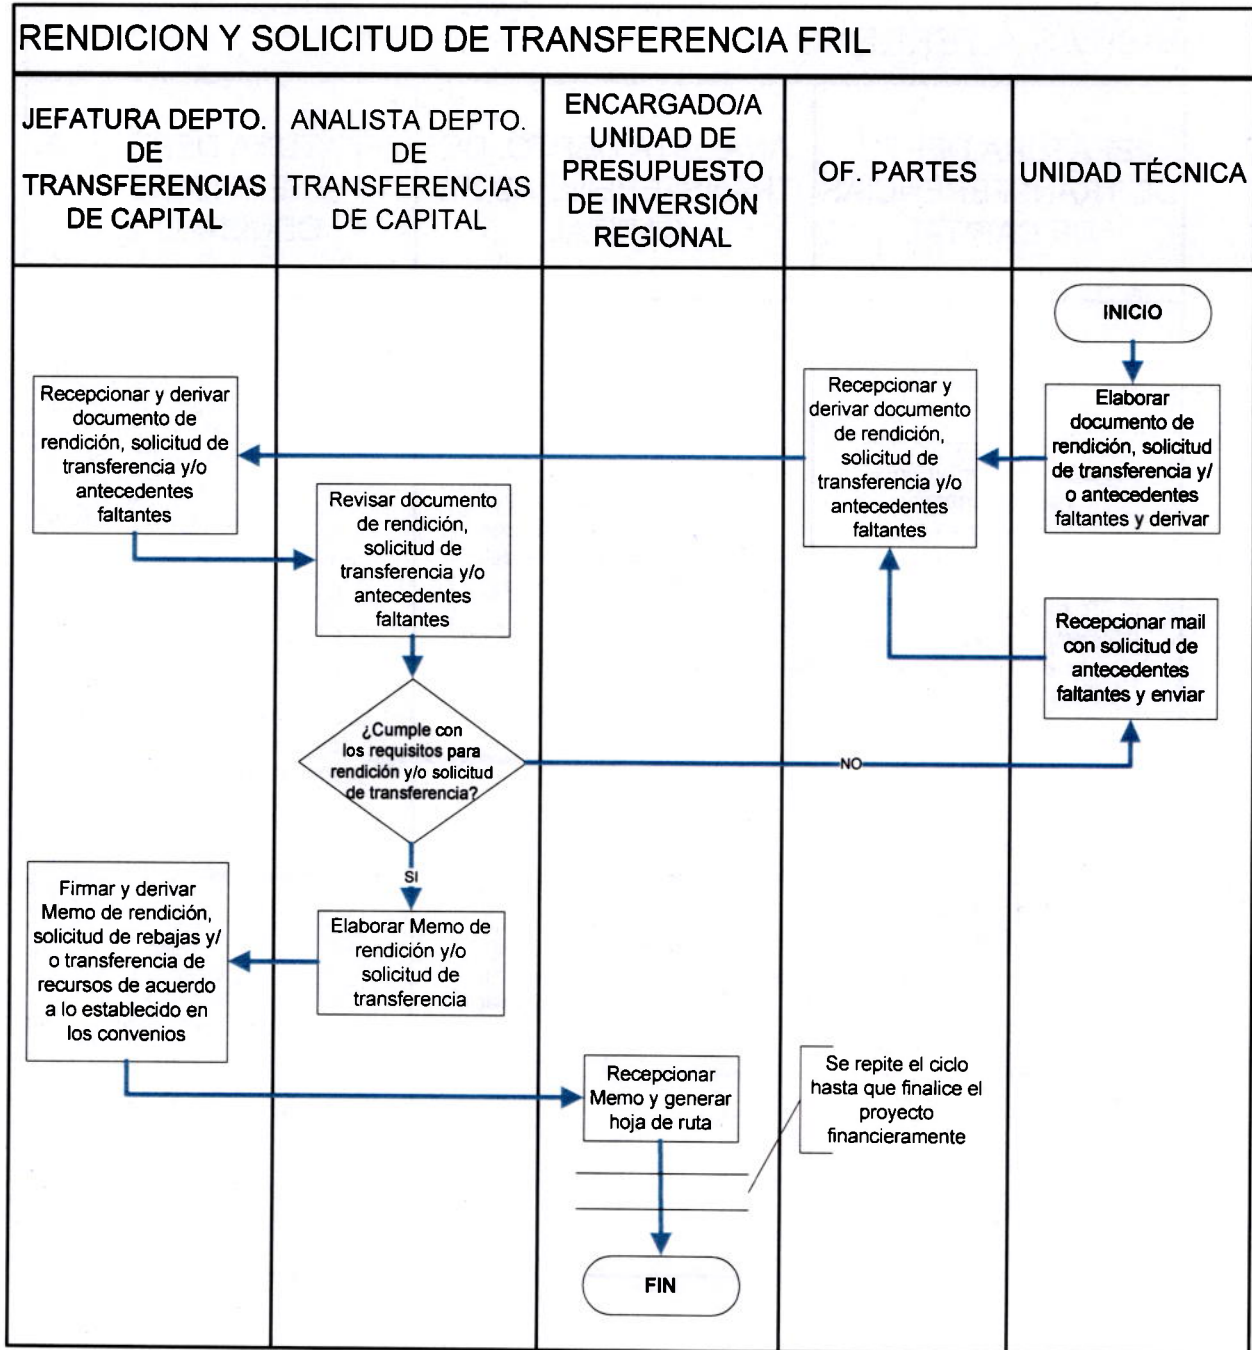 RENDICION Y SOLICITUD DE TRANSFERENCIA FRIL
JEFATURA DEPTO.
DE
TRANSFERENCIAS
DE CAPITAL
ANALISTA DEPTO.
DE
TRANSFERENCIAS
DE CAPITAL
ENCARGADO/A
UNIDAD DE
PRESUPUESTO
DE INVERSIÓN
REGIONAL
OF. PARTES
UNIDAD TÉCNICA
INICIO
Elaborar
documento de
rendición, solicitud
de transferencia y/
o antecedentes
faltantes y derivar
Recepcionar y
derivar documento
de rendición,
solicitud de
transferencia y/o
antecedentes
faltantes
Recepcionar y derivar
documento de
rendición, solicitud de
transferencia y/o
antecedentes
faltantes
Revisar documento
de rendición,
solicitud de
transferencia y/o
antecedentes
faltantes
¿Cumple con
los requisitos para
rendición y/o solicitud
de transferencia?
NO
Recepcionar mail
con solicitud de
antecedentes
faltantes y enviar
SI
Elaborar Memo de
rendición y/o
solicitud de
transferencia
Firmar y derivar
Memo de rendición,
solicitud de rebajas y/
o transferencia de
recursos de acuerdo
a lo establecido en
los convenios
Recepcionar
Memo y generar
hoja de ruta
Se repite el ciclo
hasta que finalice el
proyecto
financieramente
FIN